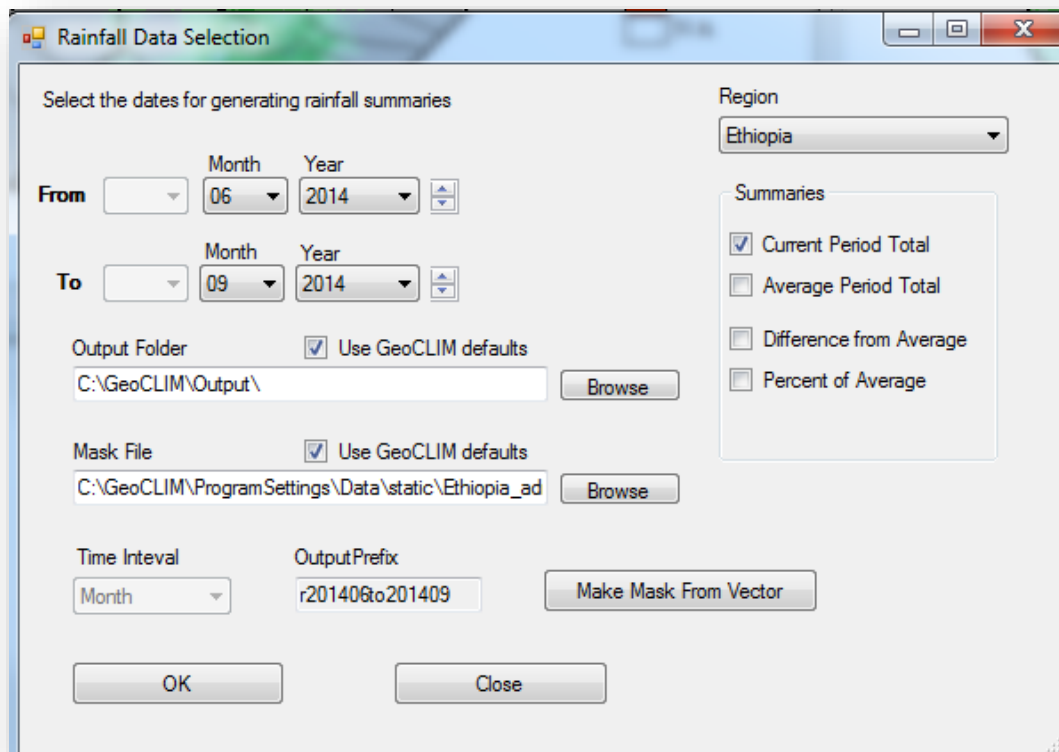 Rainfall Data Selection
Select the dates for generating rainfall summaries
Region
Ethiopia
Month Year
From 06 2014
Month Year
To 09 2014
Summaries
Current Period Total
Average Period Total
Difference from Average
Percent of Average
Output Folder Use GeoCLIM defaults
C:\GeoCLIM\Output\ Browse
Mask File Use GeoCLIM defaults
C:\GeoCLIM\ProgramSettings\Data\static\Ethiopia_ad Browse
Time Inteval OutputPrefix
Month r201406to201409 Make Mask From Vector
OK Close